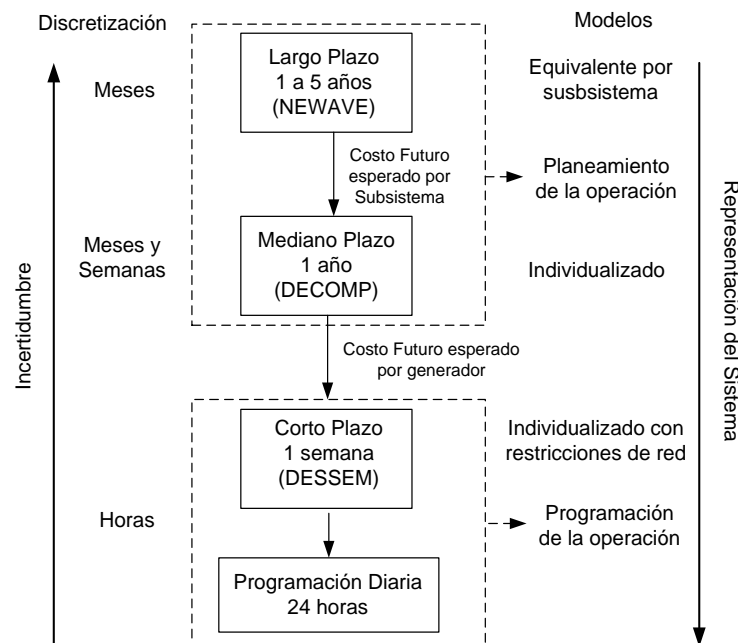 Discretización
Modelos
Largo Plazo
1 a 5 años
(NEWAVE)
Meses
Equivalente por
susbsistema
Costo Futuro
esperado por
Subsistema
Planeamiento
de la operación
Meses y
Semanas
Mediano Plazo
1 año
(DECOMP)
Individualizado
Incertidumbre
Representación del Sistema
Costo Futuro esperado
por generador
Corto Plazo
1 semana
(DESSEM)
Individualizado con
restricciones de red
Horas
Programación
de la operación
Programación Diaria
24 horas